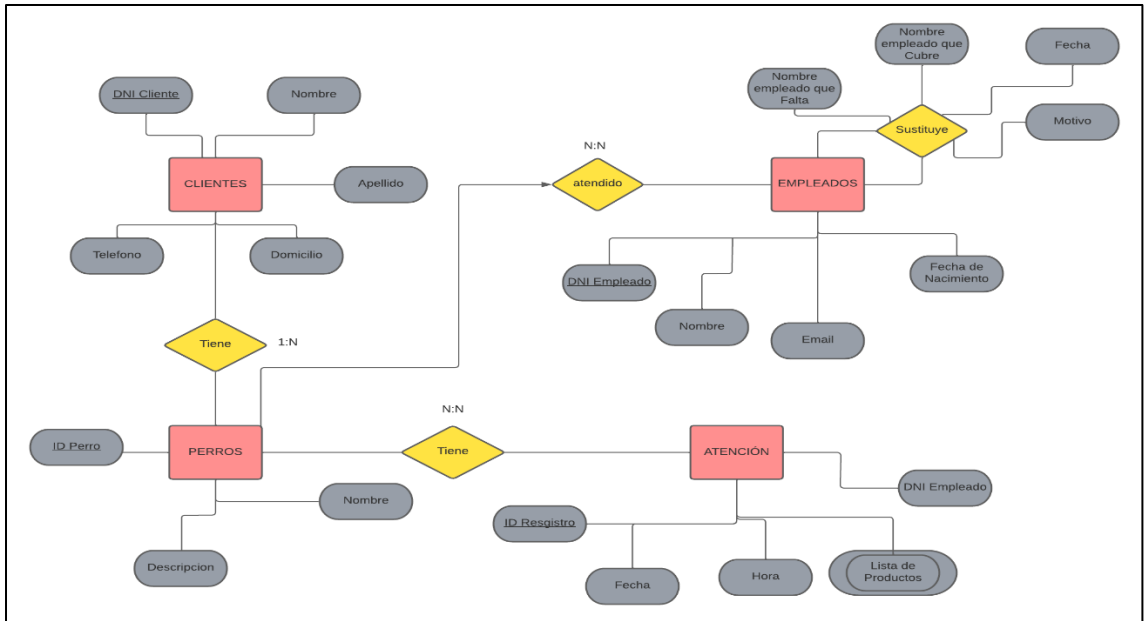 Nombre
empleado que
Cubre
Fecha
Nombre
empleado que
Falta
DNI Cliente
Nombre
Motivo
Sustituye
N:N
CLIENTES
Apellido
atendido
EMPLEADOS
Telefono
Domicilio
DNI Empleado
Fecha de
Nacimiento
Nombre
Email
Tiene
1:N
N:N
ID Perro
PERROS
Tiene
ATENCIÓN
DNI Empleado
Nombre
ID Resgistro
Descripcion
Fecha
Hora
Lista de
Productos